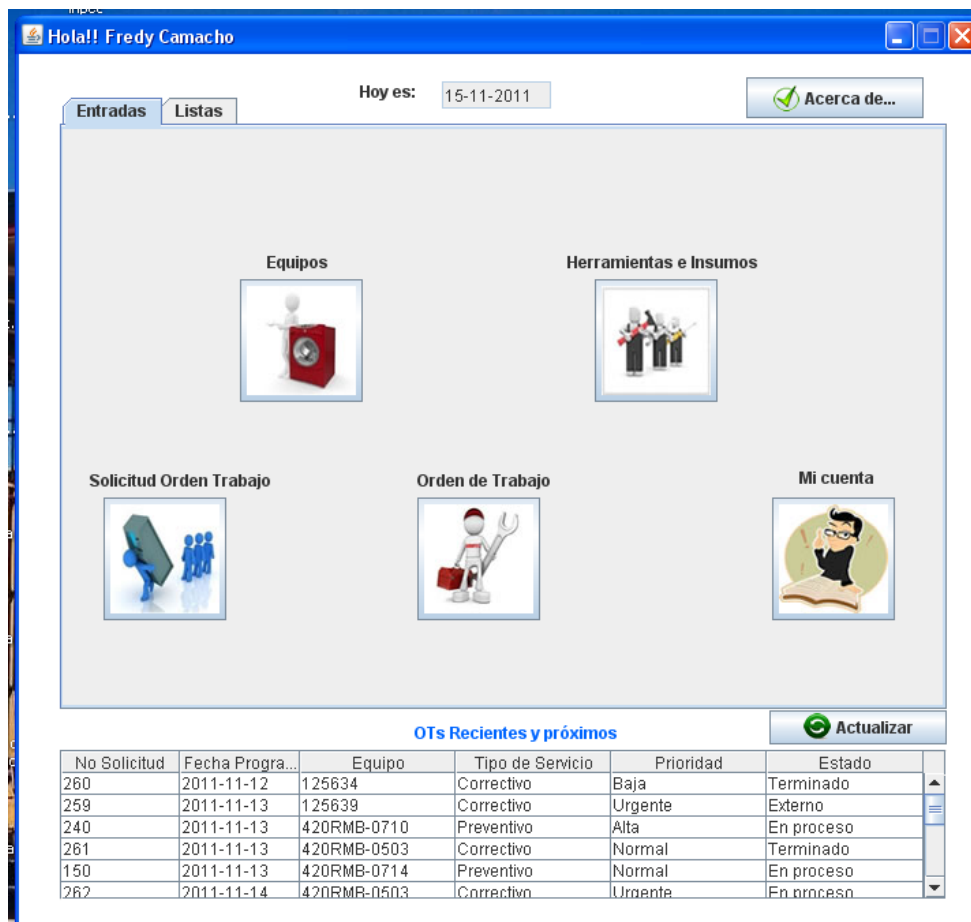 Hola!! Fredy Camacho
Hoy es: 15-11-2011 Acerca de...
Entradas Listas
Equipos Herramientas e Insumos
Solicitud Orden Trabajo Orden de Trabajo Mi cuenta
OTs Recientes y próximos Actualizar
No Solicitud Fecha Progra... Equipo Tipo de Servicio Prioridad Estado
260 2011-11-12 125634 Correctivo Baja Terminado
259 2011-11-13 125639 Correctivo Urgente Externo
240 2011-11-13 420RMB-0710 Preventivo Alta En proceso
261 2011-11-13 420RMB-0503 Correctivo Normal Terminado
150 2011-11-13 420RMB-0714 Preventivo Normal En proceso
262 2011-11-14 420RMB-0503 Correctivo Urgente En proceso